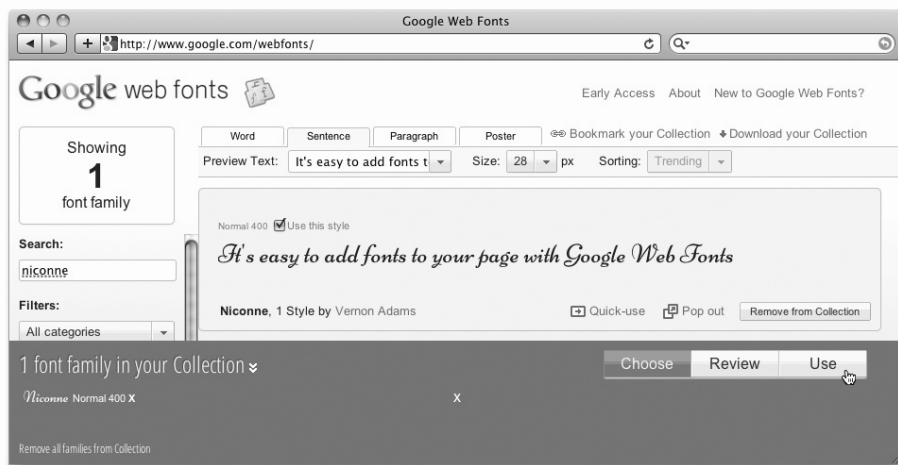 Google Web Fonts
http://www.google.com/webfonts/
Google web fonts
Early Access About New to Google Web Fonts?
Showing
1
font family
Word Sentence Paragraph Poster Bookmark your Collection Download your Collection
Preview Text: It's easy to add fonts t Size: 28 px Sorting: Trending
Normal 400 Use this style
It's easy to add fonts to your page with Google Web Fonts
Search:
niconne
Filters:
All categories
Niconne, 1 Style by Vernon Adams Quick-use Pop out Remove from Collection
1 font family in your Collection
Choose Review Use
Niconne Normal 400 X X
Remove all families from Collection